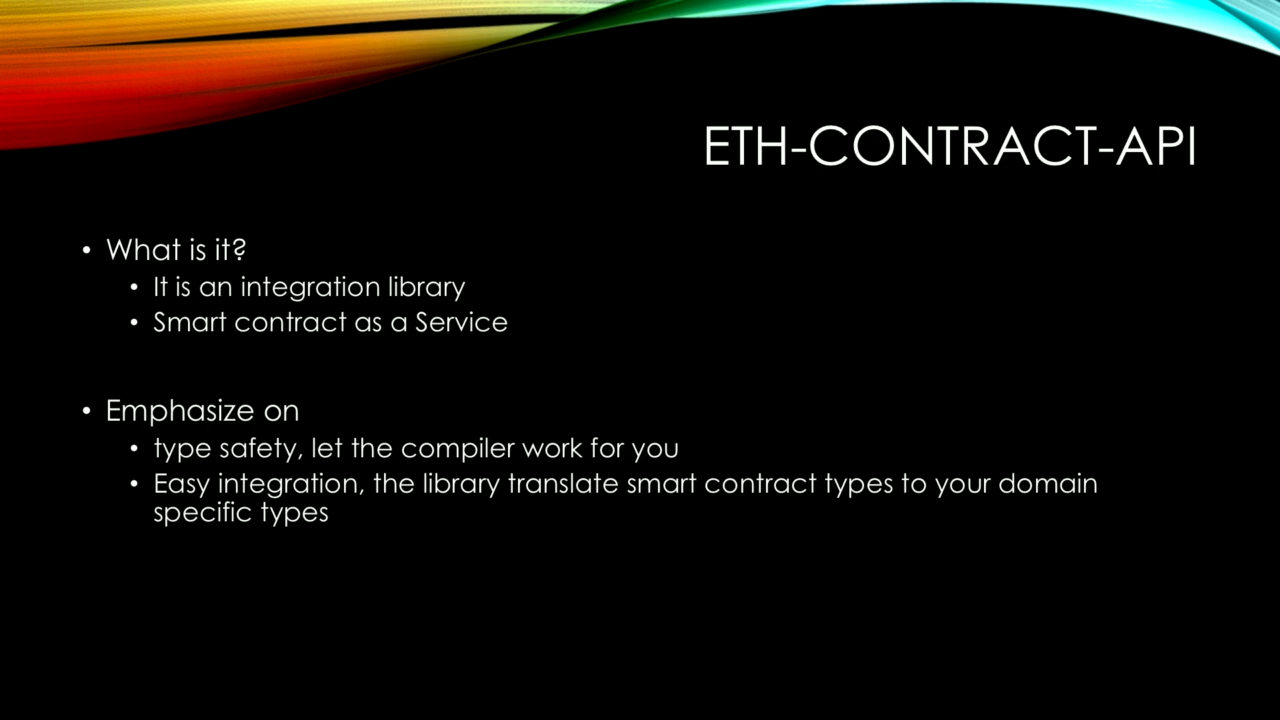 ETH-CONTRACT-API
• What is it?
• It is an integration library
• Smart contract as a Service
• Emphasize on
• type safety, let the compiler work for you
• Easy integration, the library translate smart contract types to your domain
specific types